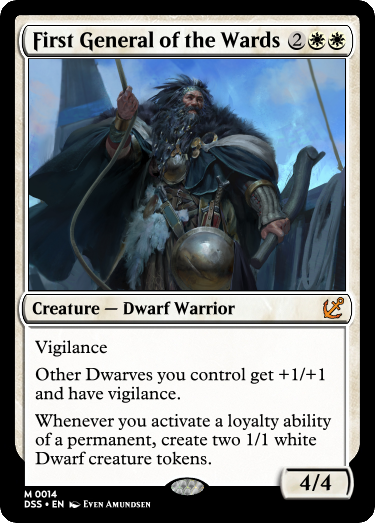 First General of the Wards 2
Creature — Dwarf Warrior
Vigilance
Other Dwarves you control get +1/+1
and have vigilance.
Whenever you activate a loyalty ability
of a permanent, create two 1/1 white
Dwarf creature tokens.
4/4
M 0014
DSS • EN Even Amundsen